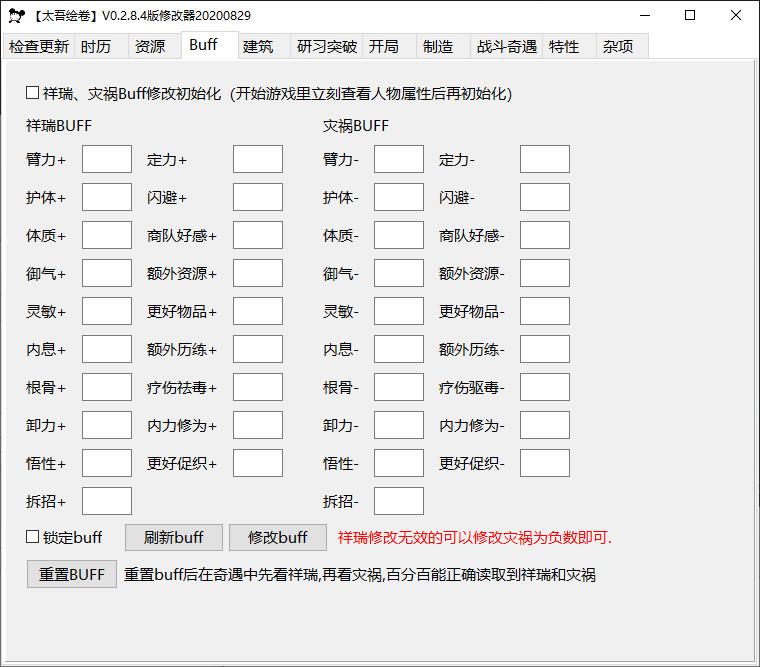 【太吾绘卷】V0.2.8.4版修改器20200829
检查更新 时历 资源 Buff 建筑 研习突破 开局 制造 战斗奇遇 特性 杂项
祥瑞、灾祸Buff修改初始化（开始游戏里立刻查看人物属性后再初始化）
祥瑞BUFF 灾祸BUFF
臂力+ 定力+ 臂力- 定力-
护体+ 闪避+ 护体- 闪避-
体质+ 商队好感+ 体质- 商队好感-
御气+ 额外资源+ 御气- 额外资源-
灵敏+ 更好物品+ 灵敏- 更好物品-
内息+ 额外历练+ 内息- 额外历练-
根骨+ 疗伤祛毒+ 根骨- 疗伤驱毒-
卸力+ 内力修为+ 卸力- 内力修为-
悟性+ 更好促织+ 悟性- 更好促织-
拆招+ 拆招-
锁定buff 刷新buff 修改buff 祥瑞修改无效的可以修改灾祸为负数即可.
重置BUFF 重置buff后在奇遇中先看祥瑞,再看灾祸,百分百能正确读取到祥瑞和灾祸